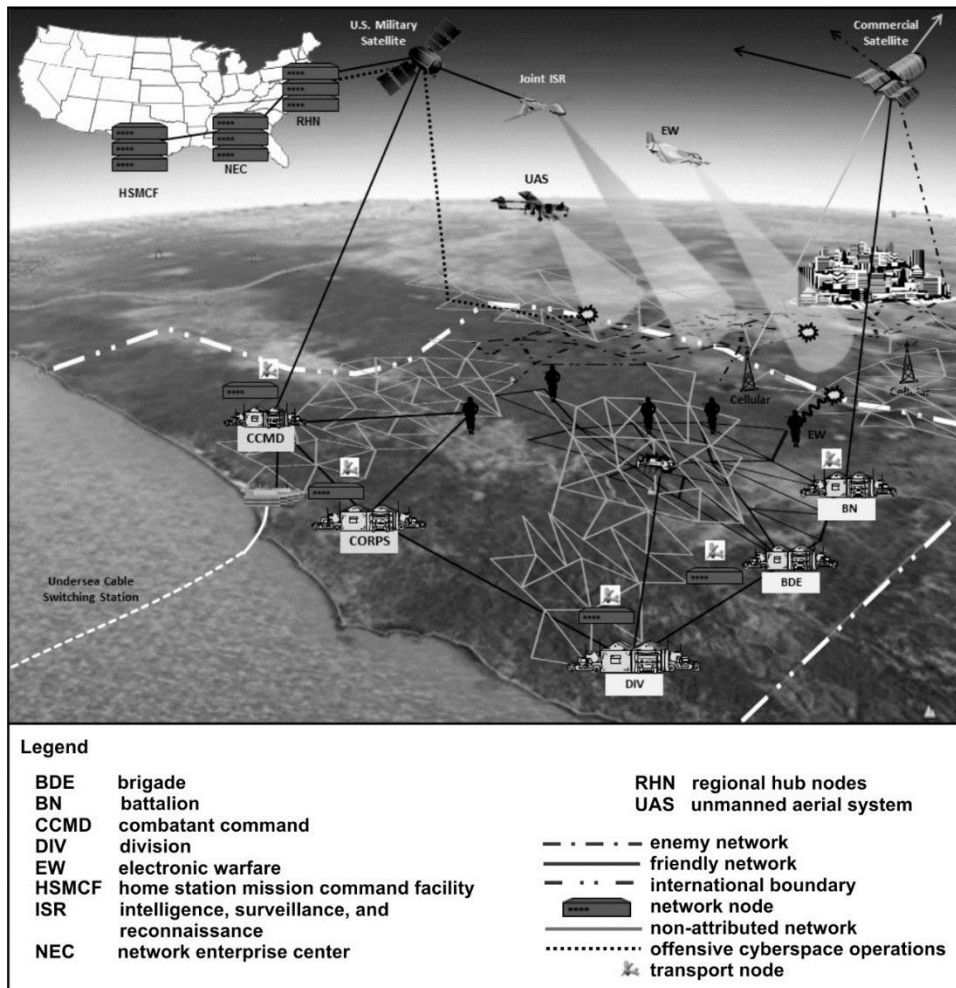 U.S. Military
Satellite
Commercial
Satellite
Joint ISR
RHN
EW
NEC
HSMCF
UAS
Cellular
Cellular
CCMD
EW
BN
CORPS
BDE
Undersea Cable
Switching Station
DIV
Legend
BDE brigade
BN battalion
CCMD combatant command
DIV division
EW electronic warfare
HSMCF home station mission command facility
ISR intelligence, surveillance, and
reconnaissance
NEC network enterprise center
RHN regional hub nodes
UAS unmanned aerial system
enemy network
friendly network
international boundary
network node
non-attributed network
offensive cyberspace operations
transport node